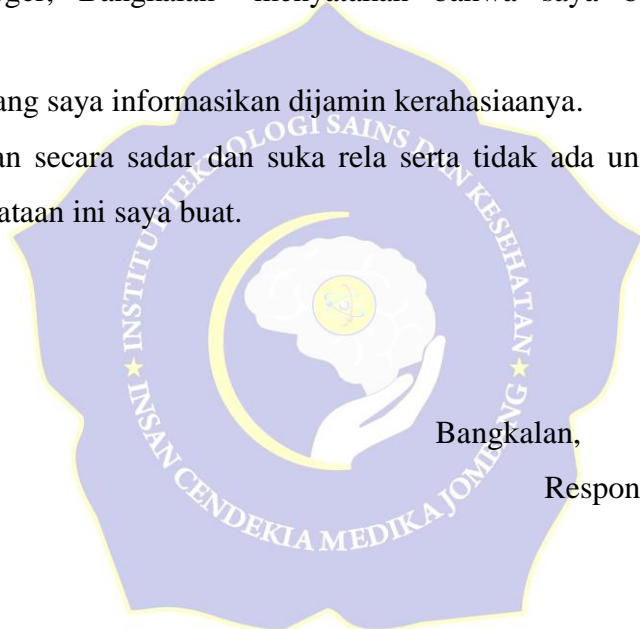 Bangkalan menyatakan bahwa saya
ang saya informasikan dijamin kerahasiaanya.
an secara sadar dan suka rela serta tidak ada un
ataan ini saya buat.
INSTITUT TEKNOLOGI SAINS DAN KESEHATAN
INSAN CENDEKIA MEDIKA JOMBANG
Bangkalan,
Respon